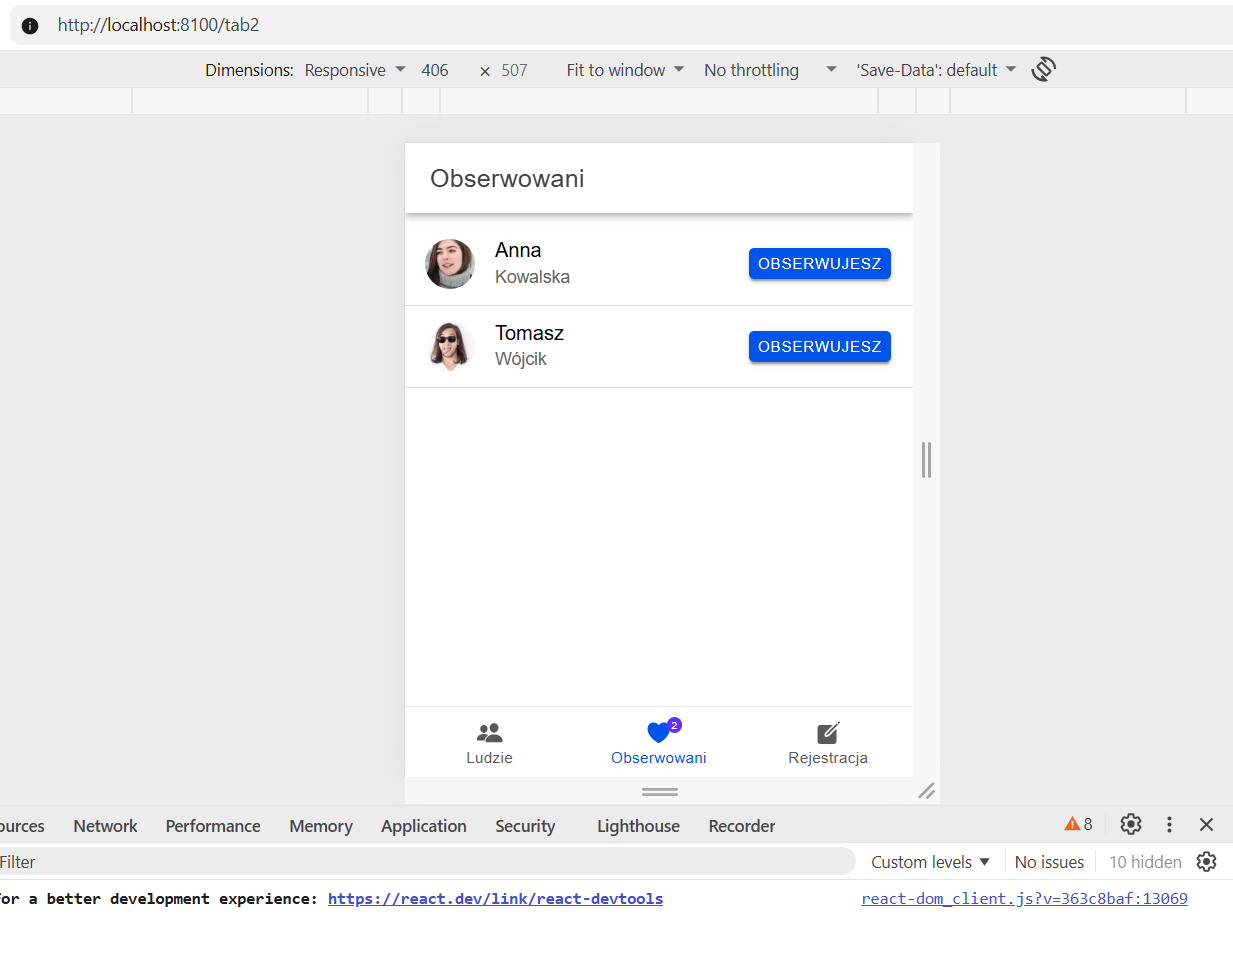 http://localhost:8100/tab2
Dimensions: Responsive 406 × 507 Fit to window No throttling 'Save-Data': default
Obserwowani
Anna
Kowalska
OBSERWUJESZ
Tomasz
Wójcik
OBSERWUJESZ
2
Ludzie Obserwowani Rejestracja
ources Network Performance Memory Application Security Lighthouse Recorder 8
Filter Custom levels No issues 10 hidden
for a better development experience: https://react.dev/link/react-devtools react-dom_client.js?v=363c8baf:13069